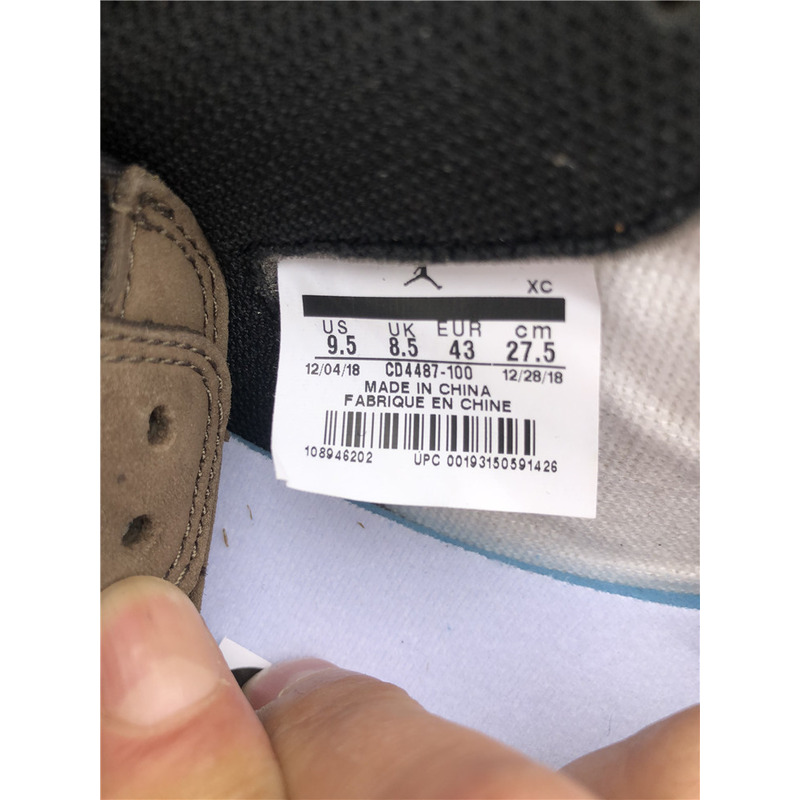 XC
US UK EUR cm
9.5 8.5 43 27.5
12/04/18 CD4487-100 12/28/18
MADE IN CHINA
FABRIQUE EN CHINE
108946202 UPC 00193150591426